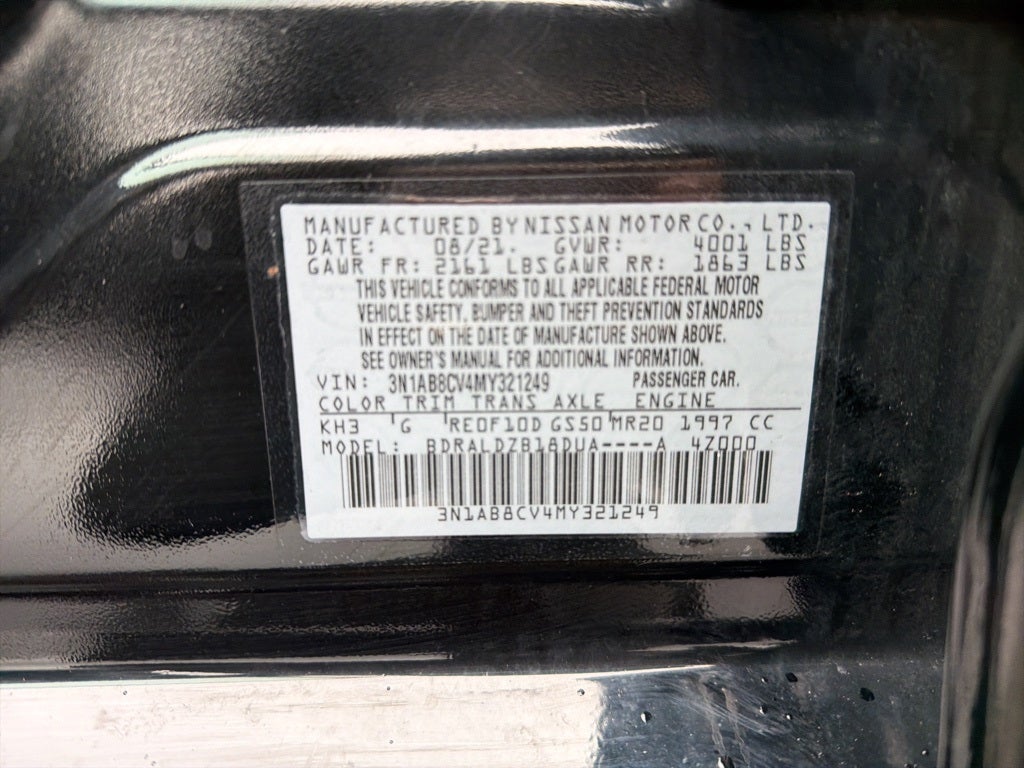 MANUFACTURED BY NISSAN MOTOR CO., LTD.
DATE: 08/21. GVWR: 4001 LBS
GAWR FR: 2161 LBS GAWR RR: 1863 LBS
THIS VEHICLE CONFORMS TO ALL APPLICABLE FEDERAL MOTOR
VEHICLE SAFETY, BUMPER AND THEFT PREVENTION STANDARDS
IN EFFECT ON THE DATE OF MANUFACTURE SHOWN ABOVE.
SEE OWNER'S MANUAL FOR ADDITIONAL INFORMATION.
VIN: 3N1AB8CV4MY321249 PASSENGER CAR.
COLOR TRIM TRANS AXLE ENGINE
KH3 G RE0F10D GS50 MR20 1997 CC
MODEL: BDRALDZB18DUA----A 4Z000
3N1AB8CV4MY321249